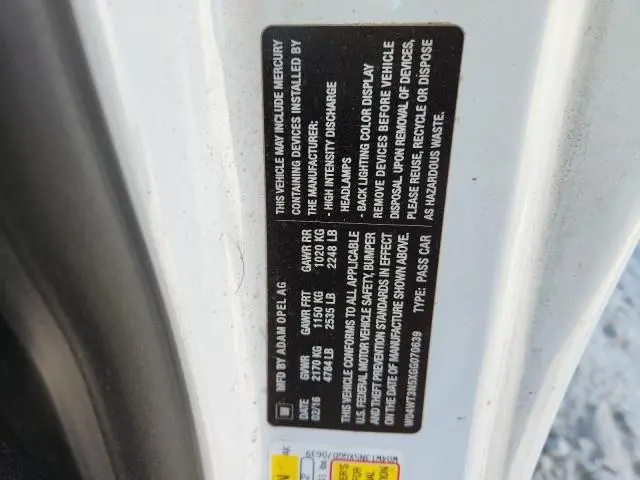 MFD BY ADAM OPEL AG
DATE GVWR GAWR FRT GAWR RR
02/16 2170 KG 1150 KG 1020 KG
4784 LB 2535 LB 2248 LB
THIS VEHICLE CONFORMS TO ALL APPLICABLE
U.S. FEDERAL MOTOR VEHICLE SAFETY, BUMPER
AND THEFT PREVENTION STANDARDS IN EFFECT
ON THE DATE OF MANUFACTURE SHOWN ABOVE.
W04WT3N5XGG070639 TYPE: PASS CAR
THIS VEHICLE MAY INCLUDE MERCURY
CONTAINING DEVICES INSTALLED BY
THE MANUFACTURER:
- HIGH INTENSITY DISCHARGE
HEADLAMPS
- BACK LIGHTING COLOR DISPLAY
REMOVE DEVICES BEFORE VEHICLE
DISPOSAL. UPON REMOVAL OF DEVICES,
PLEASE REUSE, RECYCLE OR DISPOSE
AS HAZARDOUS WASTE.
GM
W04WT3N5XGG070639